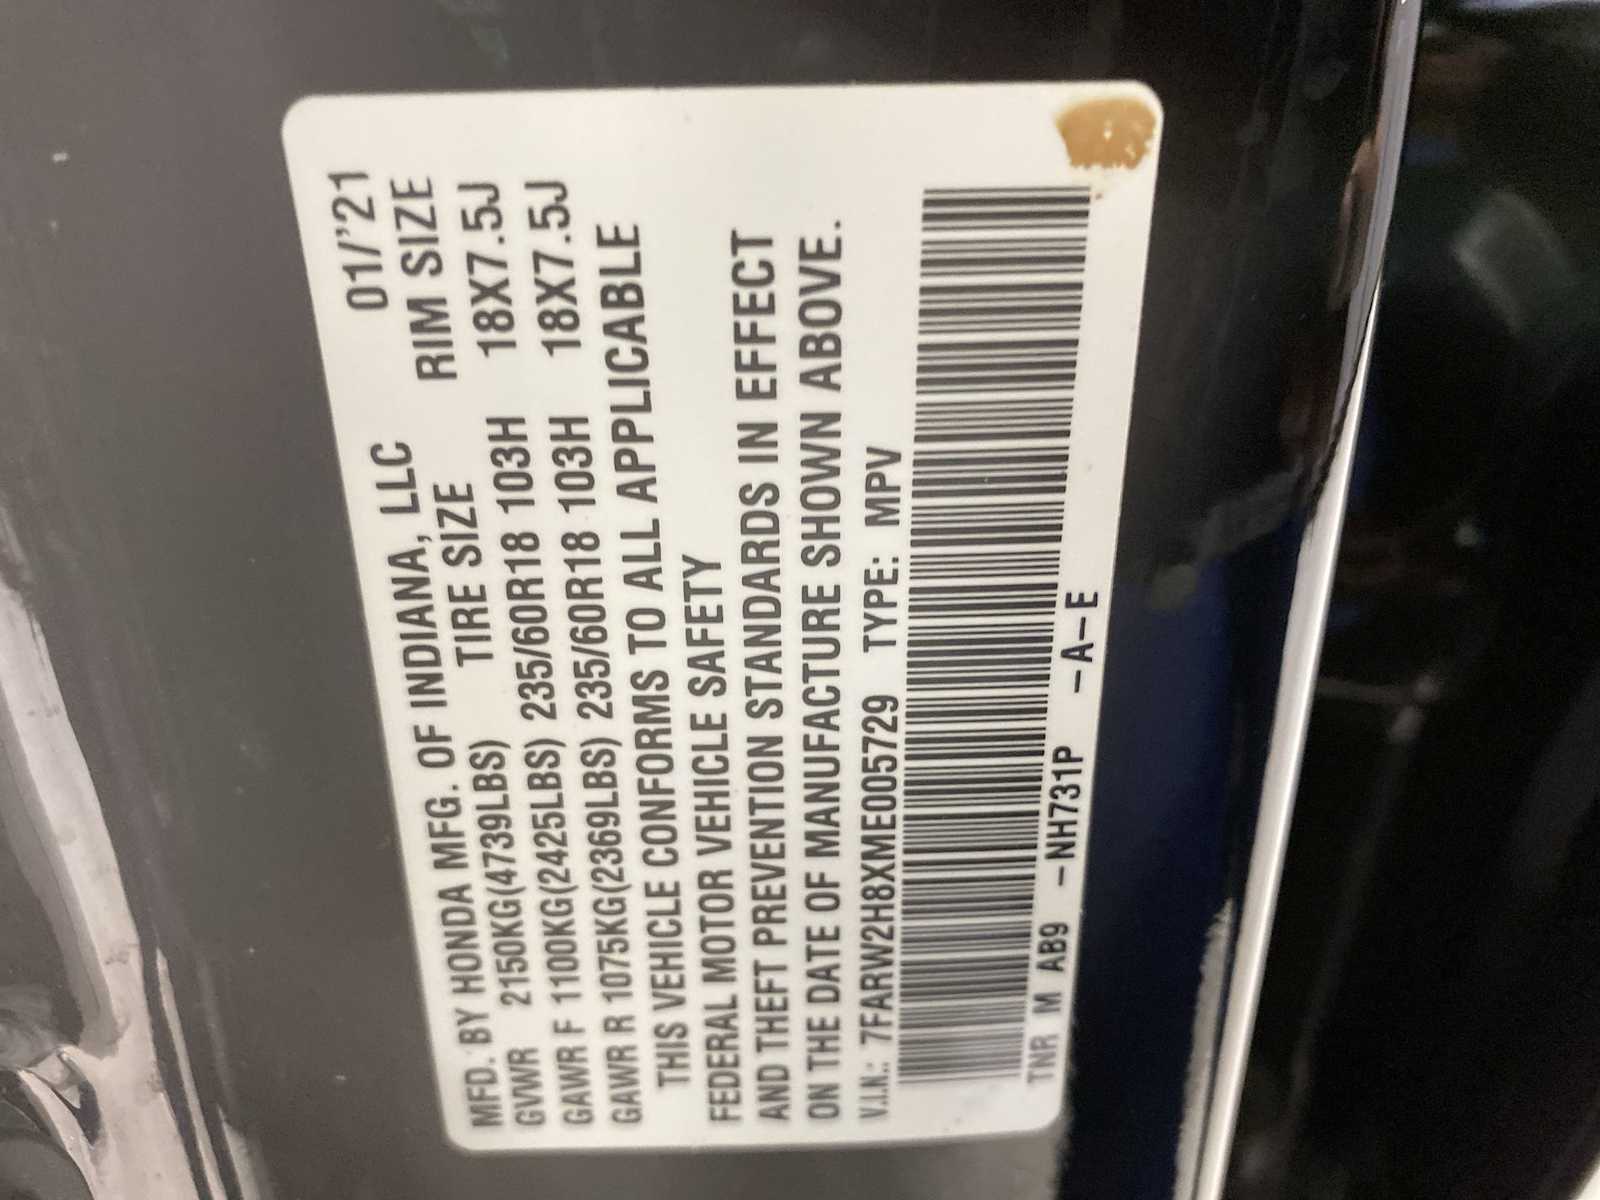 MFD. BY HONDA MFG. OF INDIANA, LLC 01/'21
TIRE SIZE RIM SIZE
GVWR 2150KG(4739LBS)
GAWR F 1100KG(2425LBS) 235/60R18 103H 18X7.5J
GAWR R 1075KG(2369LBS) 235/60R18 103H 18X7.5J
THIS VEHICLE CONFORMS TO ALL APPLICABLE
FEDERAL MOTOR VEHICLE SAFETY
AND THEFT PREVENTION STANDARDS IN EFFECT
ON THE DATE OF MANUFACTURE SHOWN ABOVE.
V.I.N.: 7FARW2H8XME005729 TYPE: MPV
TNR M AB9 -NH731P -A-E